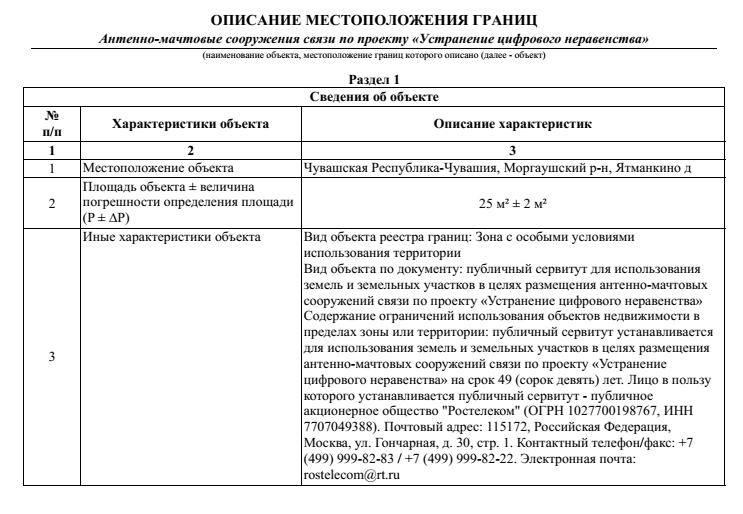 ОПИСАНИЕ МЕСТОПОЛОЖЕНИЯ ГРАНИЦ
Антенно-мачтовые сооружения связи по проекту «Устранение цифрового неравенства»
(наименование объекта, местоположение границ которого описано (далее - объект)
Раздел 1
Сведения об объекте
№
п/п
Характеристики объекта
Описание характеристик
1
2
3
1
Местоположение объекта
Чувашская Республика-Чувашия, Моргаушский р-н, Ятманкино д
2
Площадь объекта ± величина
погрешности определения площади
(P ± ΔP)
25 м² ± 2 м²
3
Иные характеристики объекта
Вид объекта реестра границ: Зона с особыми условиями
использования территории
Вид объекта по документу: публичный сервитут для использования
земель и земельных участков в целях размещения антенно-мачтовых
сооружений связи по проекту «Устранение цифрового неравенства»
Содержание ограничений использования объектов недвижимости в
пределах зоны или территории: публичный сервитут устанавливается
для использования земель и земельных участков в целях размещения
антенно-мачтовых сооружений связи по проекту «Устранение
цифрового неравенства» на срок 49 (сорок девять) лет. Лицо в пользу
которого устанавливается публичный сервитут - публичное
акционерное общество "Ростелеком" (ОГРН 1027700198767, ИНН
7707049388). Почтовый адрес: 115172, Российская Федерация,
Москва, ул. Гончарная, д. 30, стр. 1. Контактный телефон/факс: +7
(499) 999-82-83 / +7 (499) 999-82-22. Электронная почта:
rostelecom@rt.ru